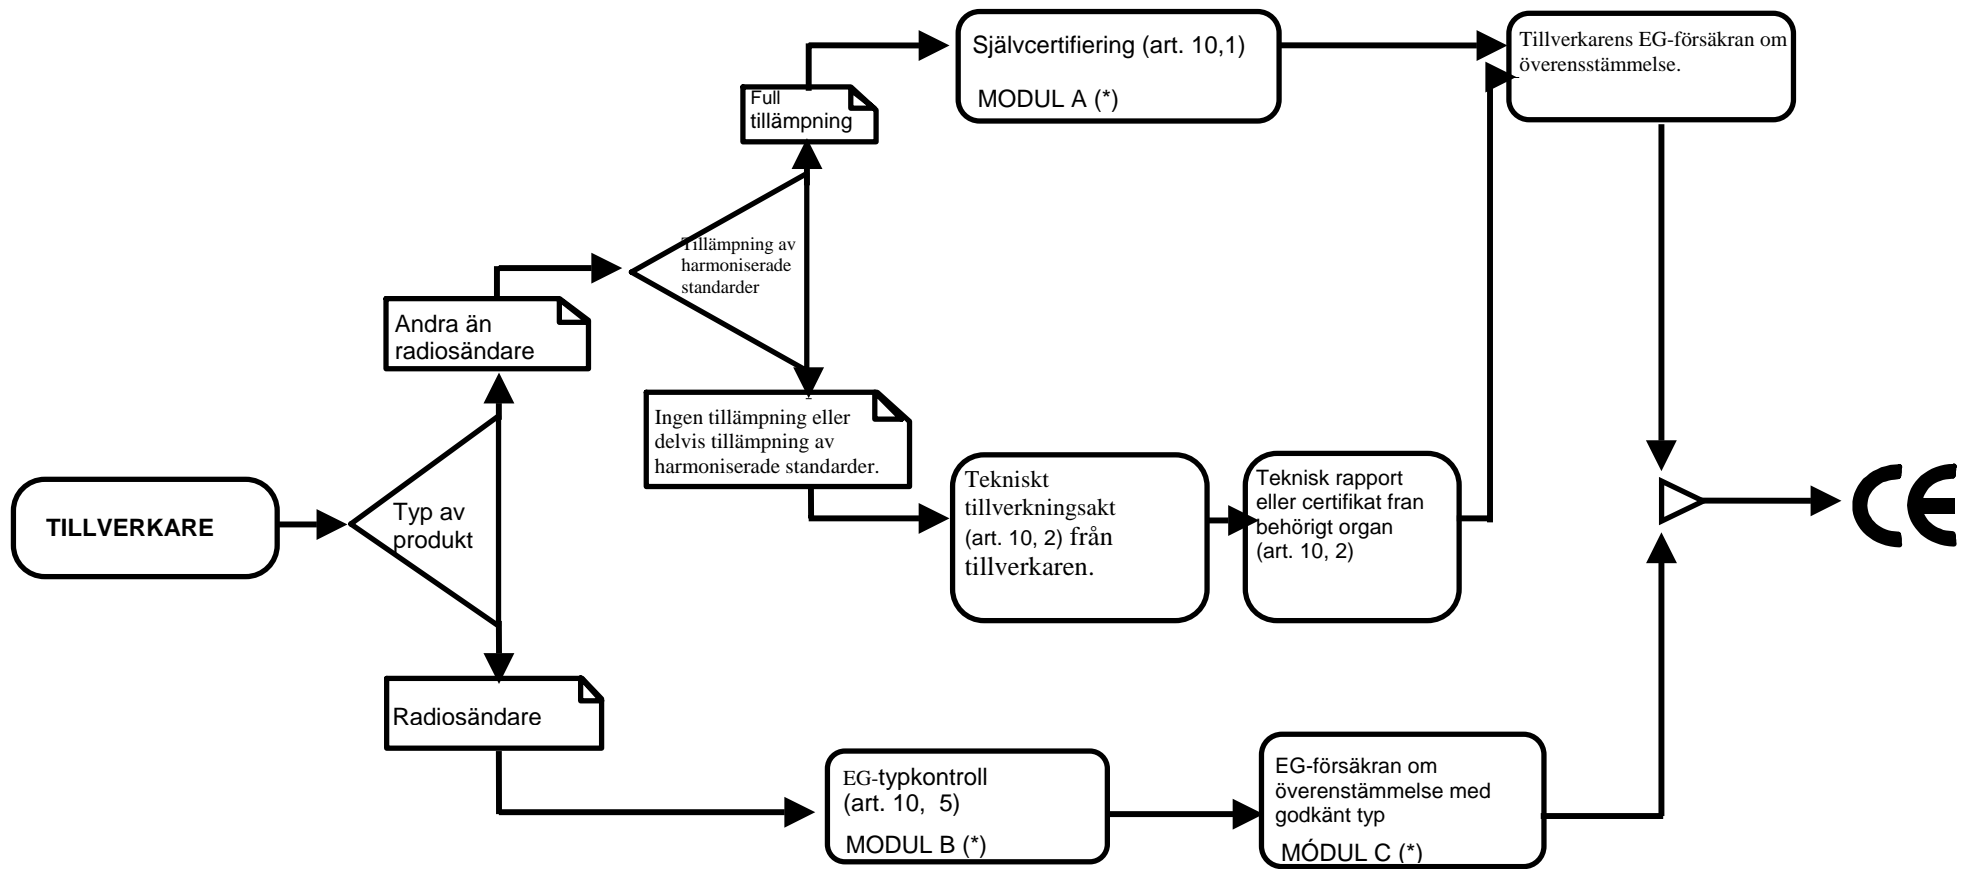 TILLVERKARE
Typ av
produkt
Andra än
radiosändare
Radiosändare
Tillämpning av
harmoniserade
standarder
Full
tillämpning
Ingen tillämpning eller
delvis tillämpning av
harmoniserade standarder.
Självcertifiering (art. 10,1)
MODUL A (*)
Tekniskt
tillverkningsakt
(art. 10, 2) från
tillverkaren.
Teknisk rapport
eller certifikat fran
behörigt organ
(art. 10, 2)
Tillverkarens EG-försäkran om
överensstämmelse.
EG-typkontroll
(art. 10, 5)
MODUL B (*)
EG-försäkran om
överenstämmelse med
godkänt typ
MÓDUL C (*)
CE